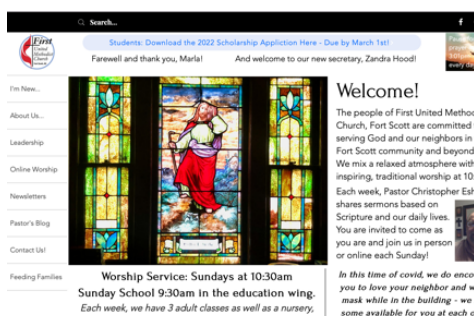 Search...
f
First
United
Methodist
Church
Students: Download the 2022 Scholarship Appliction Here - Due by March 1st!
Farewell and thank you, Marla!
And welcome to our new secretary, Zandra Hood!
I'm New...
About Us...
Leadership
Online Worship
Newsletters
Pastor's Blog
Contact Us!
Feeding Families
Welcome!
The people of First United Method
Church, Fort Scott are committed
serving God and our neighbors in
Fort Scott community and beyond
We mix a relaxed atmosphere with
inspiring, traditional worship at 10:
Each week, Pastor Christopher Esh
shares sermons based on
Scripture and our daily lives.
You are invited to come as
you are and join us in person
or online each Sunday!
Worship Service: Sundays at 10:30am
Sunday School 9:30am in the education wing.
Each week, we have 3 adult classes as well as a nursery,
In this time of covid, we do enco
you to love your neighbor and w
mask while in the building - we
some available for you at each e